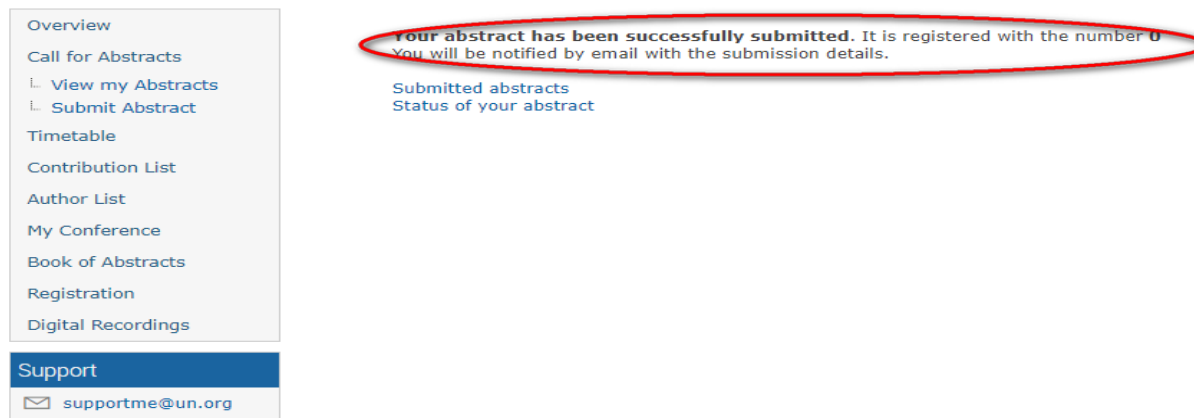 Overview
Call for Abstracts
View my Abstracts
Submit Abstract
Timetable
Contribution List
Author List
My Conference
Book of Abstracts
Registration
Digital Recordings
Support
supportme@un.org
Your abstract has been successfully submitted. It is registered with the number 0
You will be notified by email with the submission details.
Submitted abstracts
Status of your abstract